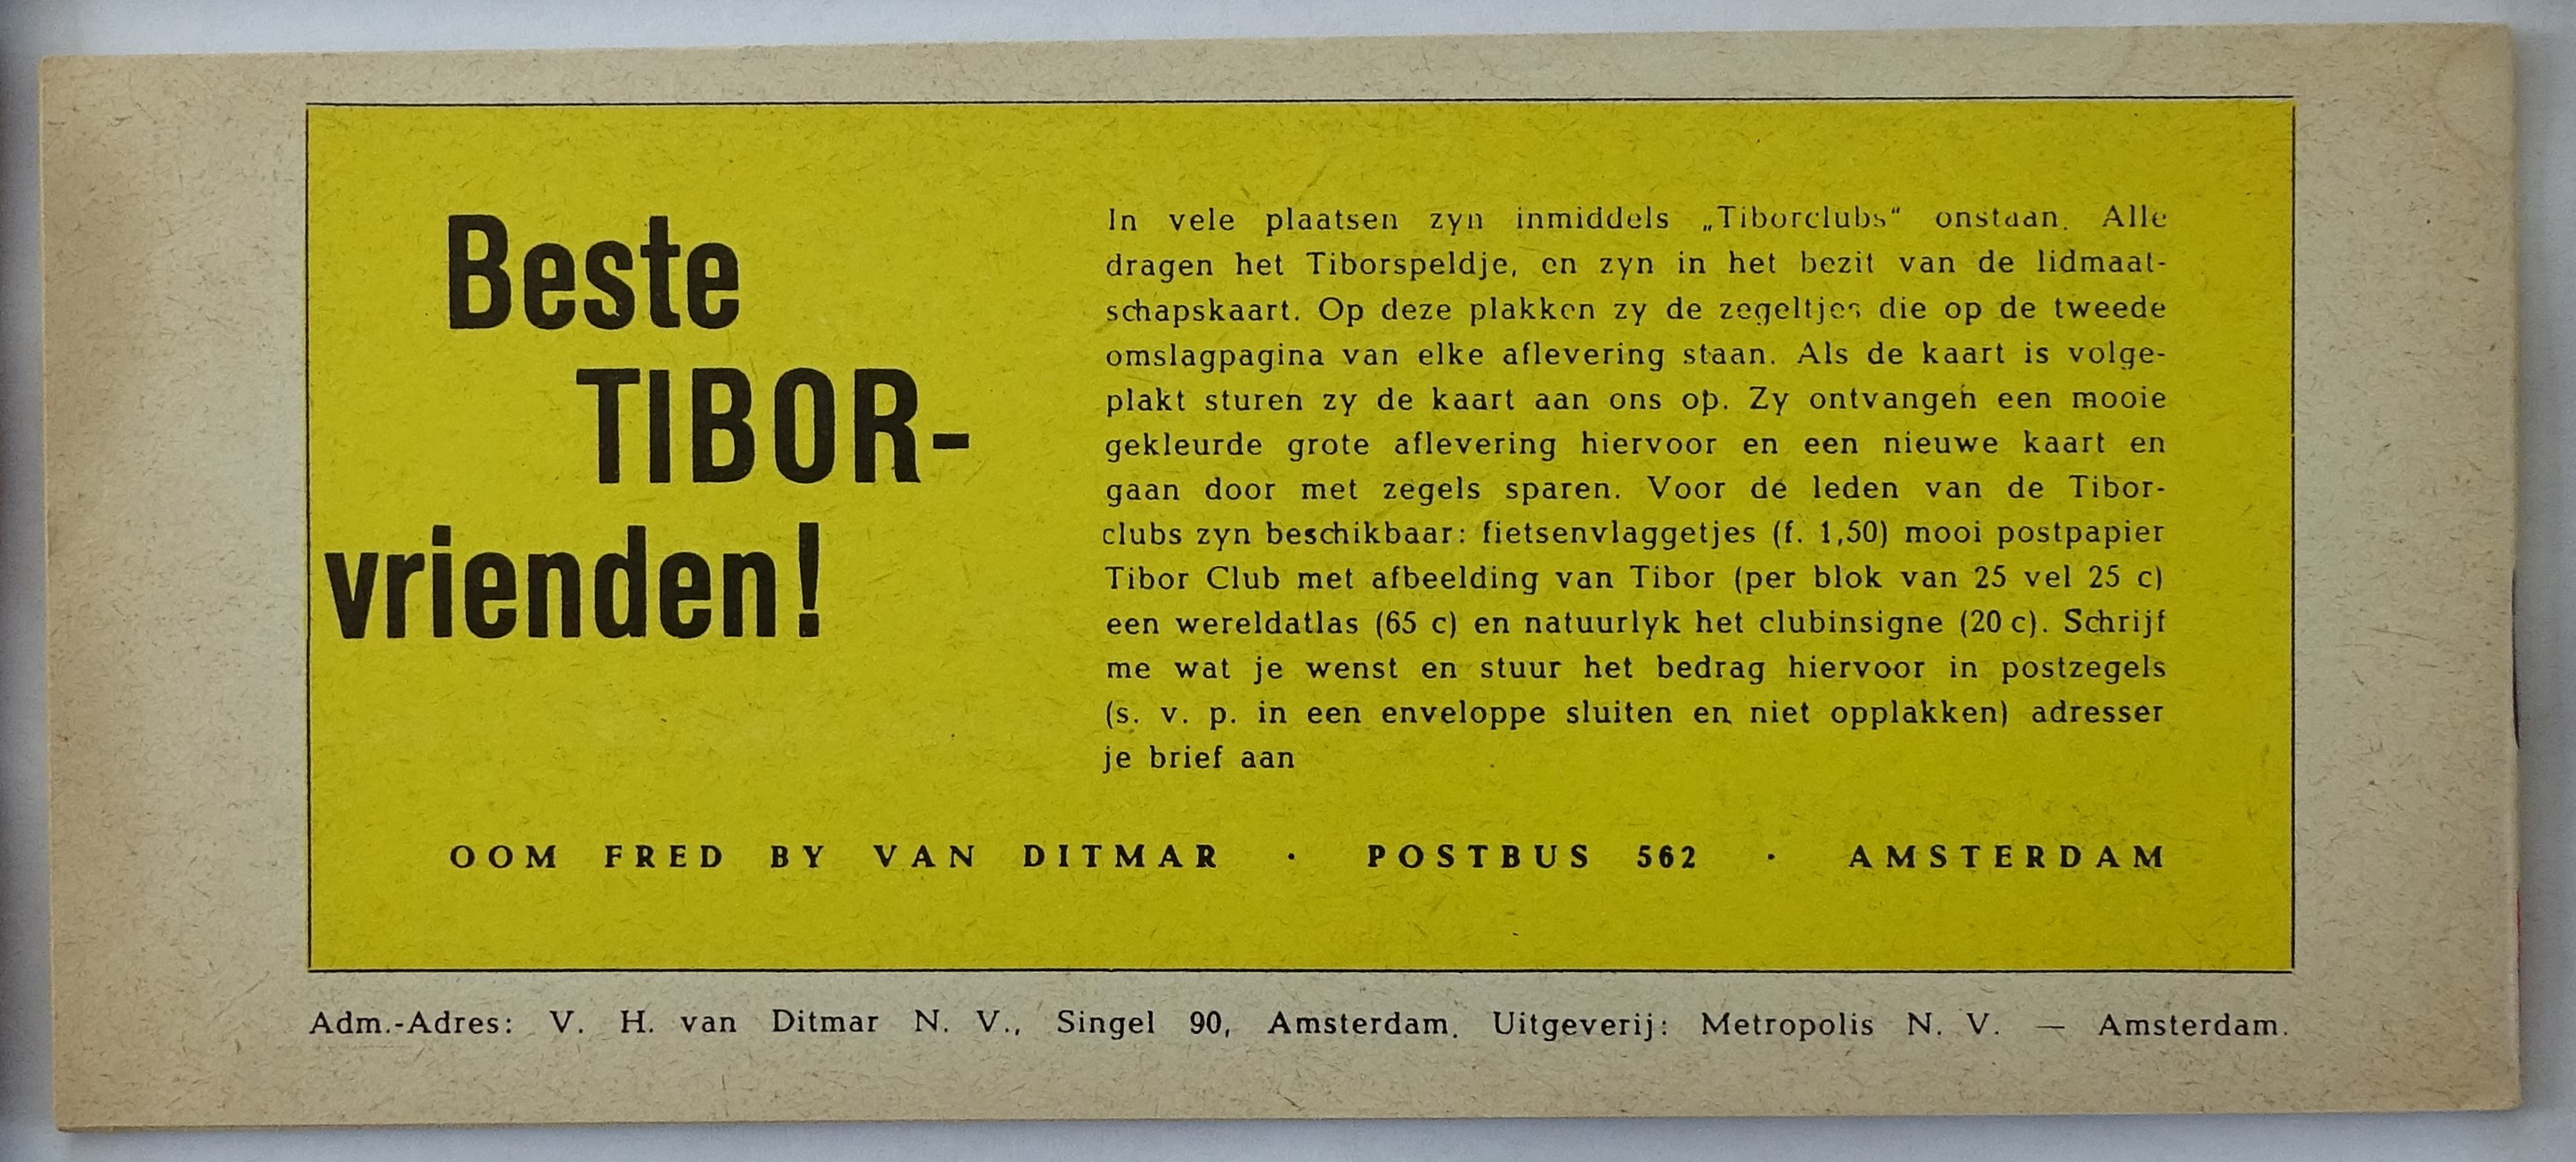 Beste
TIBOR-
vrienden!
In vele plaatsen zyn inmiddels „Tiborclubs“ onstaan. Alle
dragen het Tiborspeldje, en zyn in het bezit van de lidmaat-
schapskaart. Op deze plakken zy de zegeltjes die op de tweede
omslagpagina van elke aflevering staan. Als de kaart is volge-
plakt sturen zy de kaart aan ons op. Zy ontvangen een mooie
gekleurde grote aflevering hiervoor en een nieuwe kaart en
gaan door met zegels sparen. Voor de leden van de Tibor-
clubs zyn beschikbaar: fietsenvlaggetjes (f. 1,50) mooi postpapier
Tibor Club met afbeelding van Tibor (per blok van 25 vel 25 c)
een wereldatlas (65 c) en natuurlyk het clubinsigne (20 c). Schrijf
me wat je wenst en stuur het bedrag hiervoor in postzegels
(s. v. p. in een enveloppe sluiten en niet opplakken) adresser
je brief aan
OOM FRED BY VAN DITMAR · POSTBUS 562 · AMSTERDAM
Adm.-Adres: V. H. van Ditmar N. V., Singel 90, Amsterdam. Uitgeverij: Metropolis N. V. — Amsterdam.